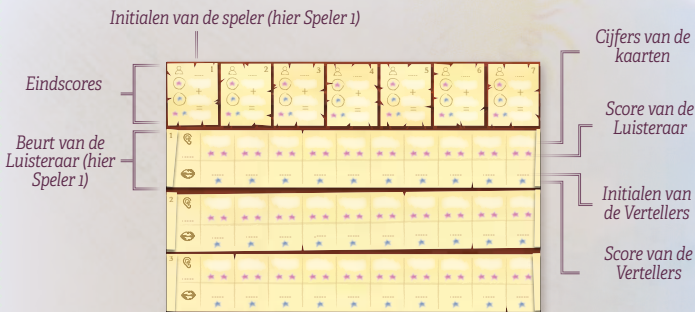 Initialen van de speler (hier Speler 1)
Cijfers van de
kaarten
Eindscores
1 2 3 4 5 6 7
+ + + + + + +
= = = = = = =
Score van de
Luisteraar
Beurt van de
Luisteraar (hier
Speler 1)
1
Initialen van
de Vertellers
2
Score van de
Vertellers
3